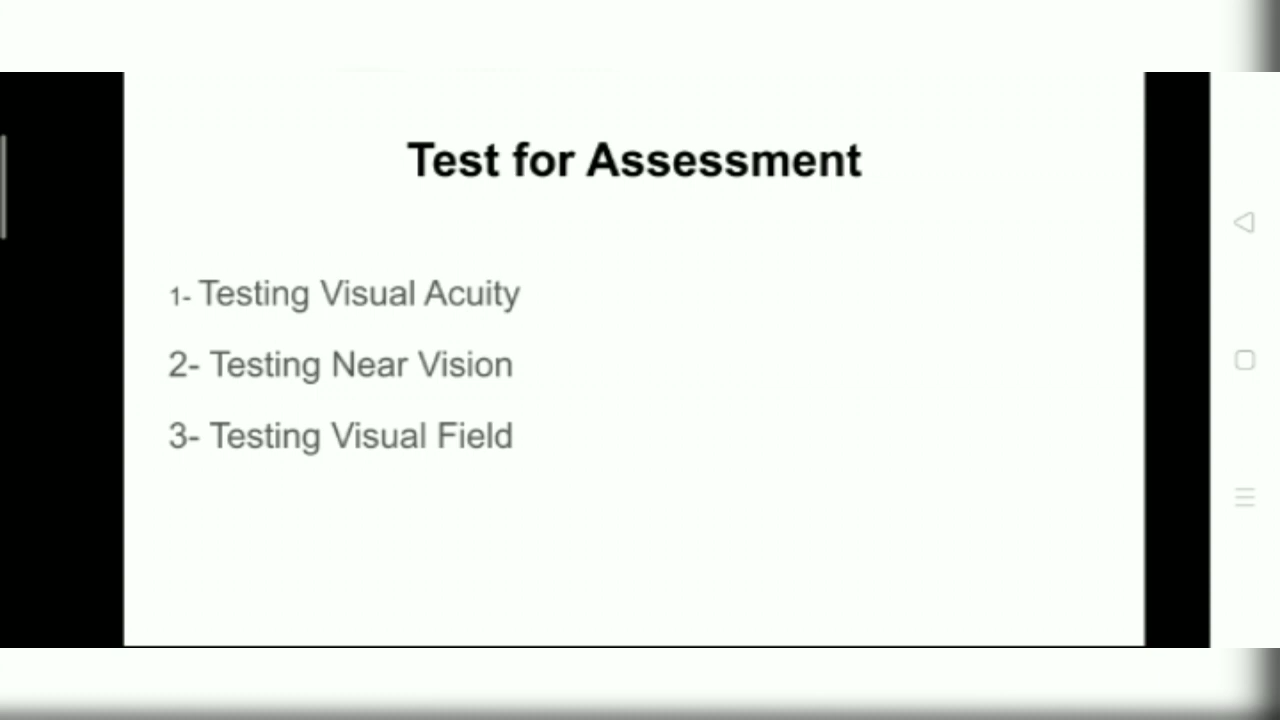 Test for Assessment
1- Testing Visual Acuity
2- Testing Near Vision
3- Testing Visual Field